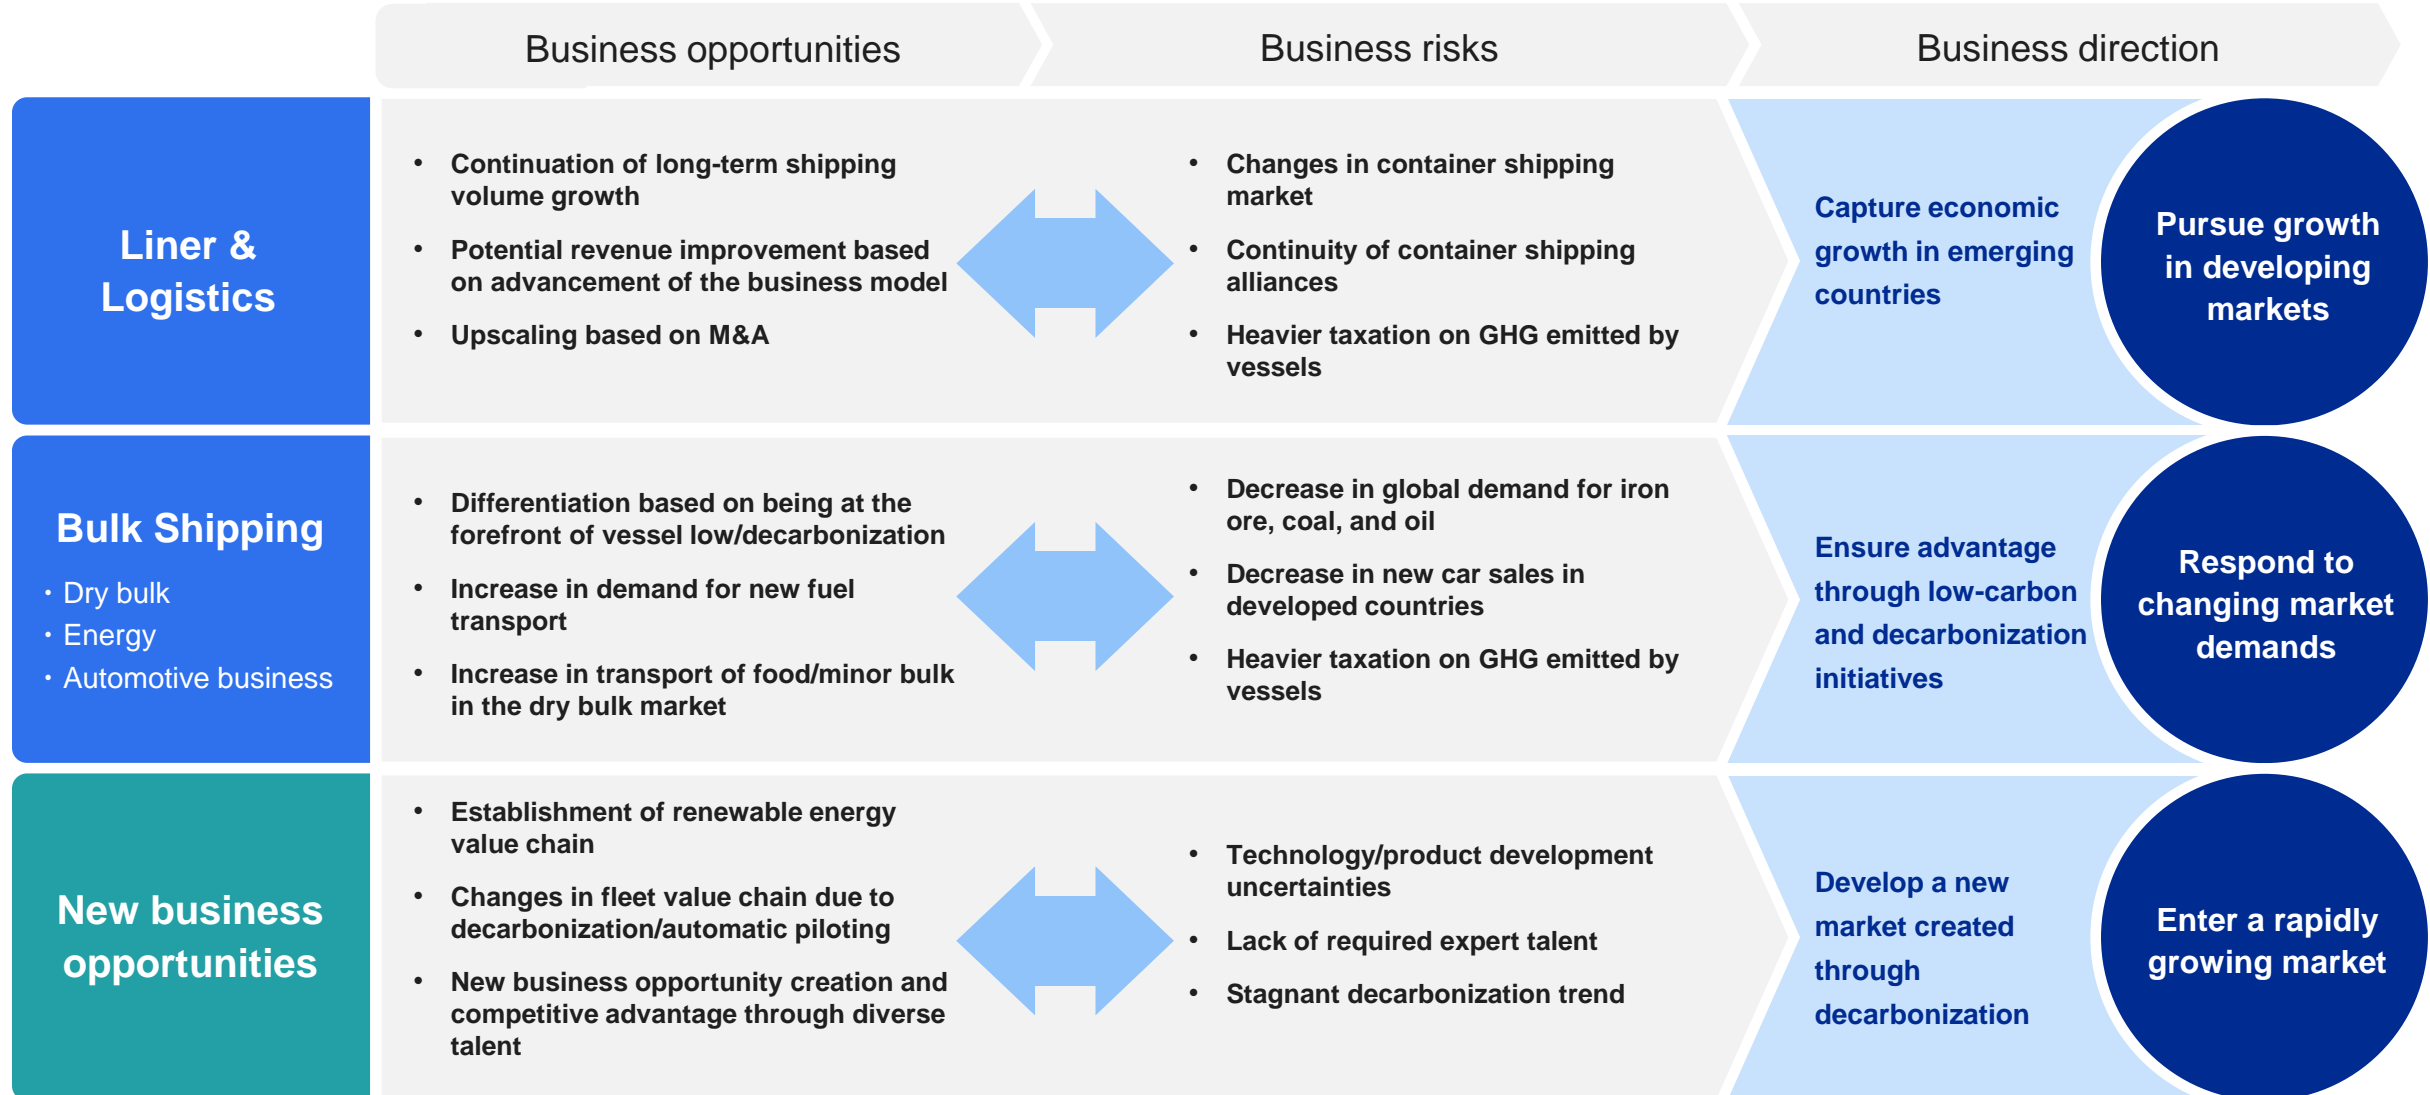 Business opportunities
Business risks
Business direction
Liner &
Logistics
• Continuation of long-term shipping
volume growth
• Potential revenue improvement based
on advancement of the business model
• Upscaling based on M&A
• Changes in container shipping
market
• Continuity of container shipping
alliances
• Heavier taxation on GHG emitted by
vessels
Capture economic
growth in emerging
countries
Pursue growth
in developing
markets
Bulk Shipping
・Dry bulk
・Energy
・Automotive business
• Differentiation based on being at the
forefront of vessel low/decarbonization
• Increase in demand for new fuel
transport
• Increase in transport of food/minor bulk
in the dry bulk market
• Decrease in global demand for iron
ore, coal, and oil
• Decrease in new car sales in
developed countries
• Heavier taxation on GHG emitted by
vessels
Ensure advantage
through low-carbon
and decarbonization
initiatives
Respond to
changing market
demands
New business
opportunities
• Establishment of renewable energy
value chain
• Changes in fleet value chain due to
decarbonization/automatic piloting
• New business opportunity creation and
competitive advantage through diverse
talent
• Technology/product development
uncertainties
• Lack of required expert talent
• Stagnant decarbonization trend
Develop a new
market created
through
decarbonization
Enter a rapidly
growing market